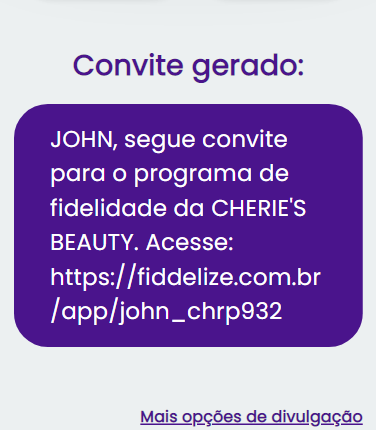 Convite gerado:
JOHN, segue convite
para o programa de
fidelidade da CHERIE'S
BEAUTY. Acesse:
https://fiddelize.com.br
/app/john_chrp932
Mais opções de divulgação